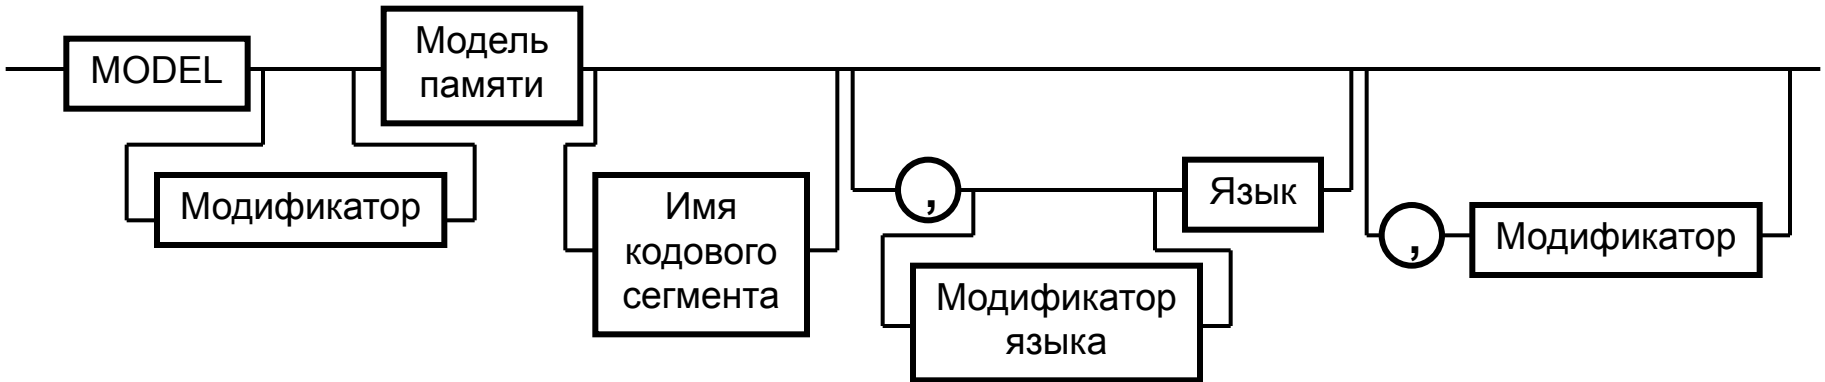 MODEL
Модель
памяти
Модификатор
Имя
кодового
сегмента
,
Модификатор
языка
Язык
,
Модификатор